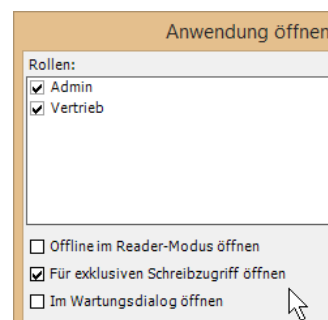 Anwendung öffnen
Rollen:
Admin
Vertrieb
Offline im Reader-Modus öffnen
Für exklusiven Schreibzugriff öffnen
Im Wartungsdialog öffnen